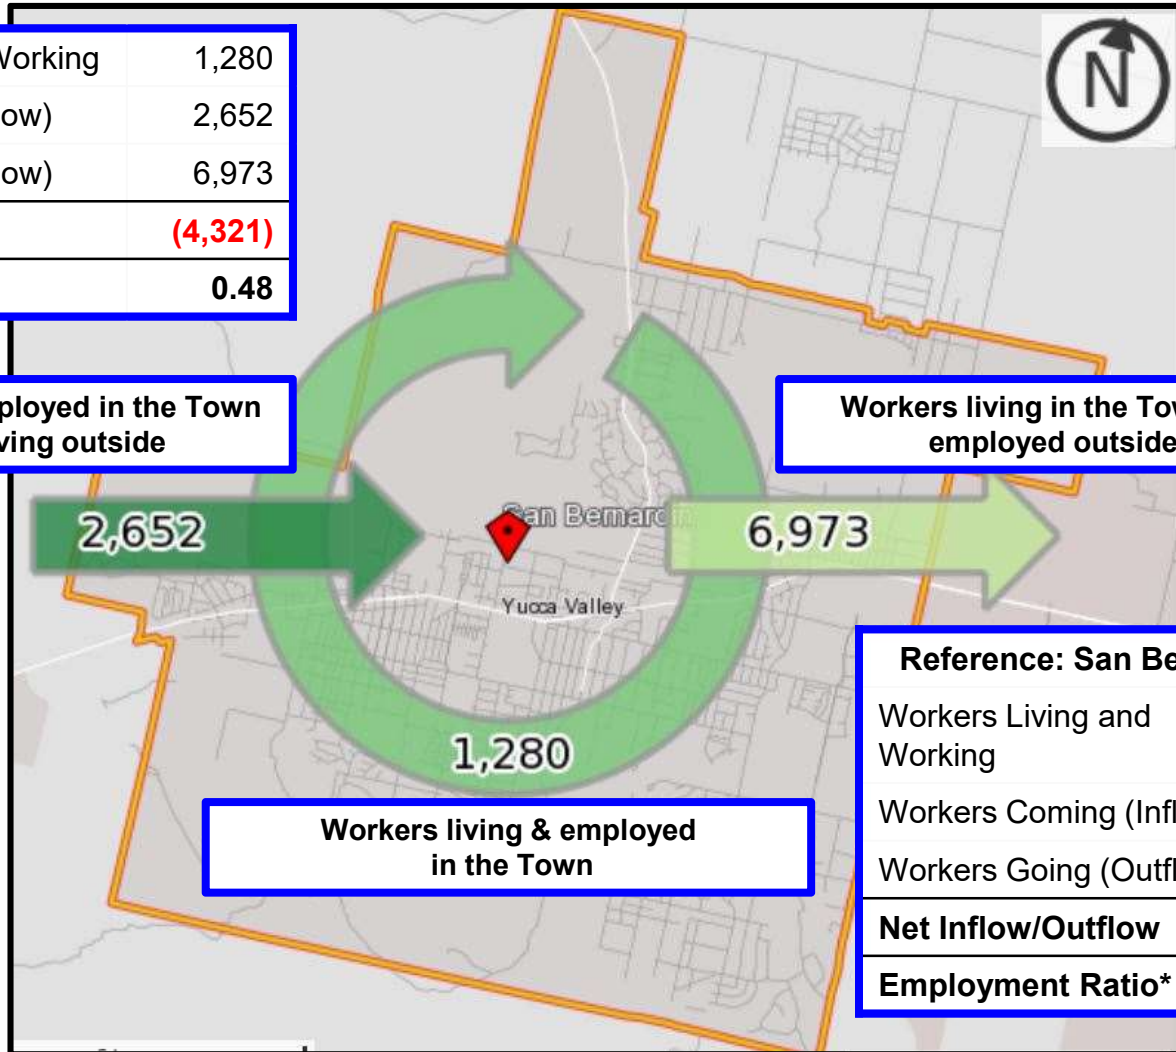 Working 1,280
ow) 2,652
ow) 6,973
(4,321)
0.48
N
ployed in the Town
ving outside
Workers living in the Tow
employed outside
2,652
San Bernardin
6,973
Yucca Valley
1,280
Workers living & employed
in the Town
Reference: San Be
Workers Living and
Working
Workers Coming (Infl
Workers Going (Outfl
Net Inflow/Outflow
Employment Ratio*